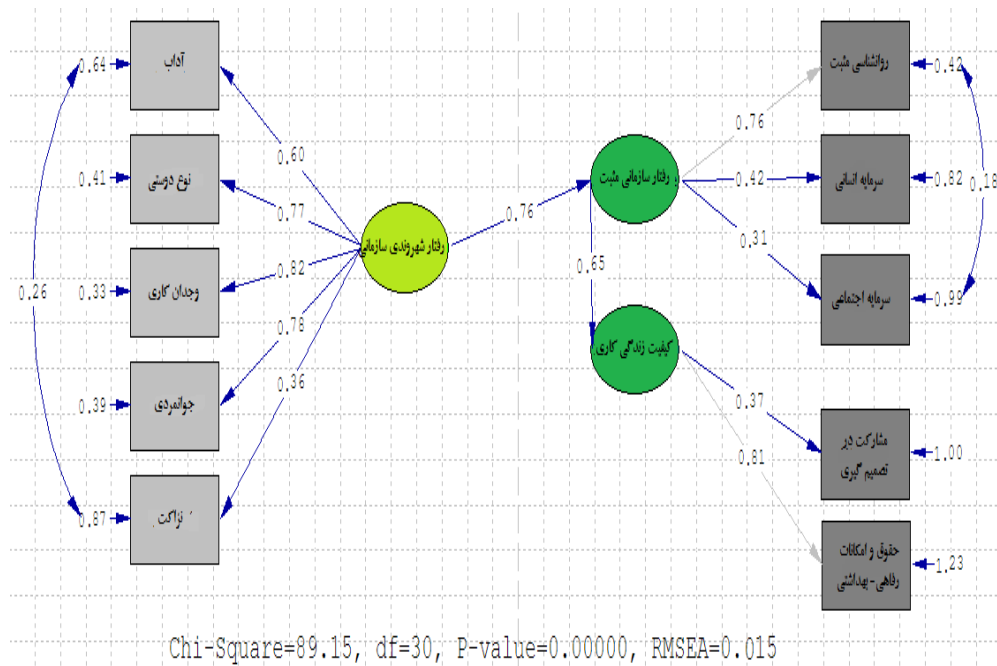 آداب
روانشناسی مثبت
0.64
0.42
0.76
0.60
نوع دوستی
رفتار سازمانی مثبت
سرمایه انسانی
0.41
0.42
0.82
0.18
0.77
0.76
رفتار شهروندی سازمانی
0.31
0.65
وجدان کاری
0.82
سرمایه اجتماعی
0.26
0.33
0.99
0.78
کیفیت زندگی کاری
0.36
جوانمردی
0.39
0.37
مشارکت در
تصمیم گیری
1.00
0.81
نزاکت
0.87
حقوق و امکانات
رفاهی-بهداشتی
1.23
Chi-Square=89.15, df=30, P-value=0.00000, RMSEA=0.015